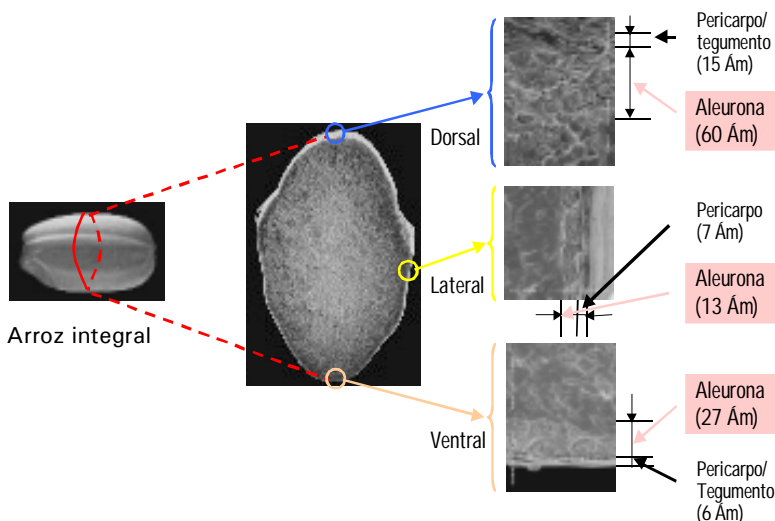 Pericarpo/
tegumento
(15 Ám)
Aleurona
(60 Ám)
Dorsal
Pericarpo
(7 Ám)
Aleurona
(13 Ám)
Lateral
Arroz integral
Aleurona
(27 Ám)
Ventral
Pericarpo/
Tegumento
(6 Ám)